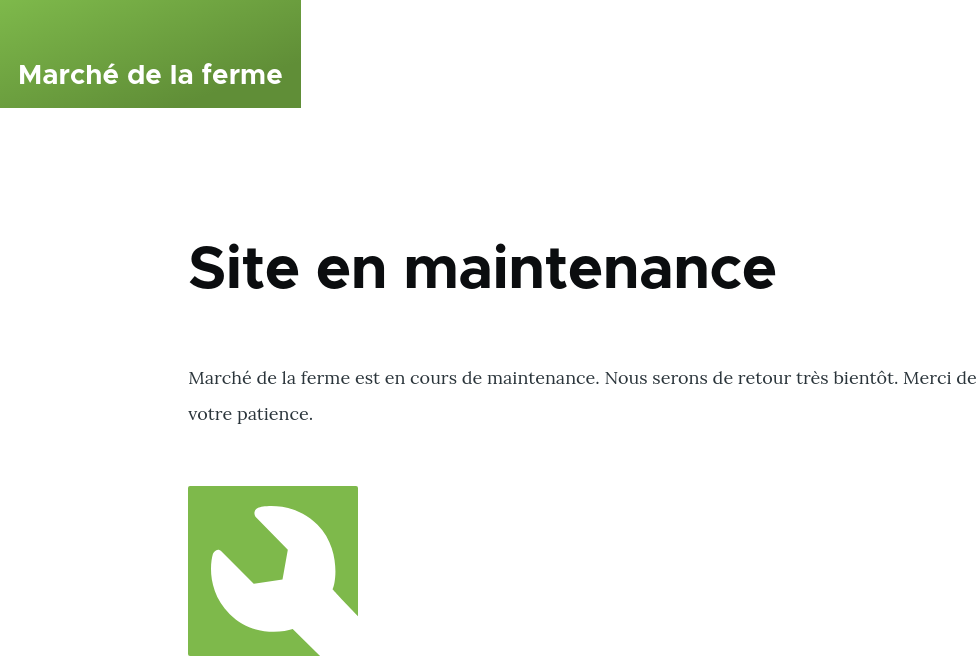 Marché de la ferme
Site en maintenance
Marché de la ferme est en cours de maintenance. Nous serons de retour très bientôt. Merci de
votre patience.